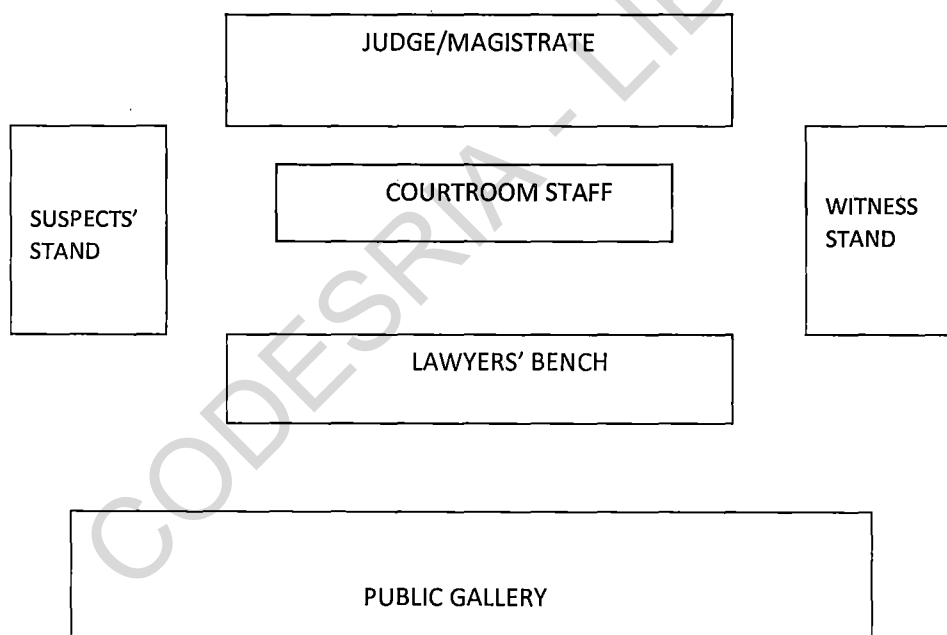 JUDGE/MAGISTRATE
COURTROOM STAFF
SUSPECTS'
STAND
WITNESS
STAND
LAWYERS' BENCH
PUBLIC GALLERY
CODESRIA - LIB